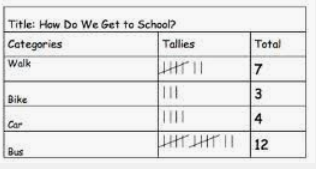 Title: How Do We Get to School?
Categories Tallies Total
Walk 7
Bike 3
Car 4
Bus 12